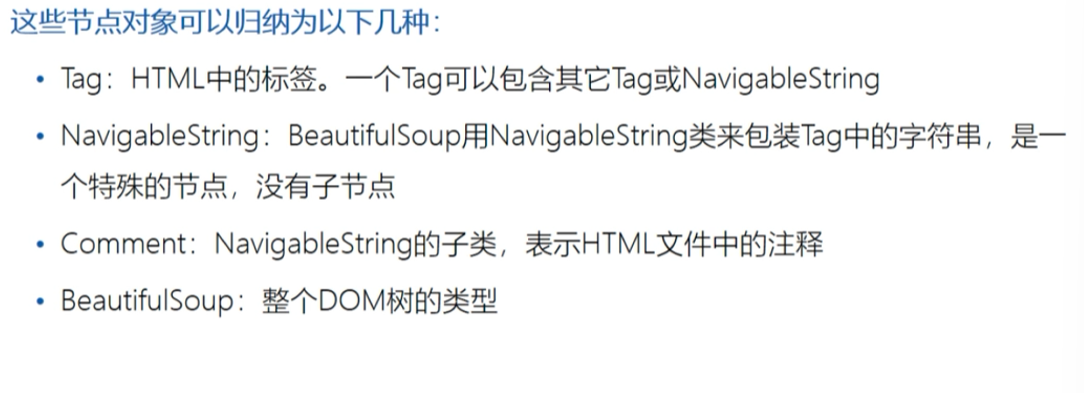 这些节点对象可以归纳为以下几种：
• Tag：HTML中的标签。一个Tag可以包含其它Tag或NavigableString
• NavigableString：BeautifulSoup用NavigableString类来包装Tag中的字符串，是一
个特殊的节点，没有子节点
• Comment：NavigableString的子类，表示HTML文件中的注释
• BeautifulSoup：整个DOM树的类型